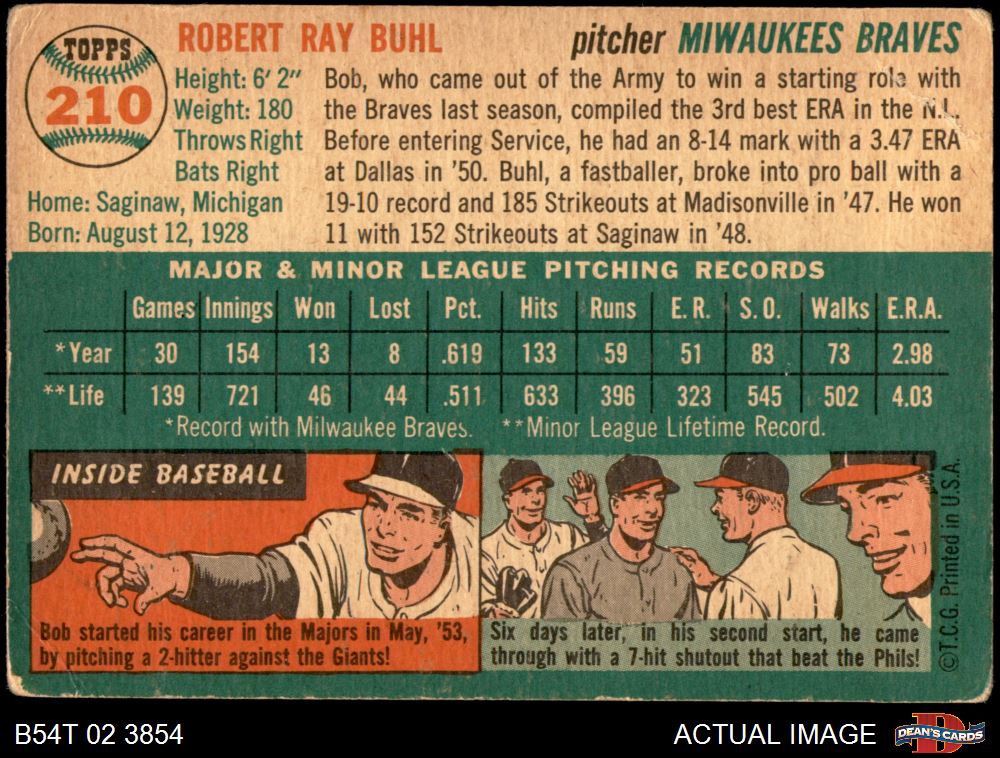 TOPPS
210
ROBERT RAY BUHL
pitcher MIWAUKEES BRAVES
Height: 6' 2"
Weight: 180
Throws Right
Bats Right
Home: Saginaw, Michigan
Born: August 12, 1928
Bob, who came out of the Army to win a starting role with
the Braves last season, compiled the 3rd best ERA in the N.L.
Before entering Service, he had an 8-14 mark with a 3.47 ERA
at Dallas in '50. Buhl, a fastballer, broke into pro ball with a
19-10 record and 185 Strikeouts at Madisonville in '47. He won
11 with 152 Strikeouts at Saginaw in '48.
MAJOR & MINOR LEAGUE PITCHING RECORDS
Games Innings Won Lost Pct. Hits Runs E. R. S. O. Walks E.R.A.
*Year 30 154 13 8 .619 133 59 51 83 73 2.98
**Life 139 721 46 44 .511 633 396 323 545 502 4.03
*Record with Milwaukee Braves. **Minor League Lifetime Record.
INSIDE BASEBALL
Bob started his career in the Majors in May, '53,
by pitching a 2-hitter against the Giants!
Six days later, in his second start, he came
through with a 7-hit shutout that beat the Phils!
©T.C.G. Printed in U.S.A.
B54T 02 3854
ACTUAL IMAGE
D
DEAN'S CARDS